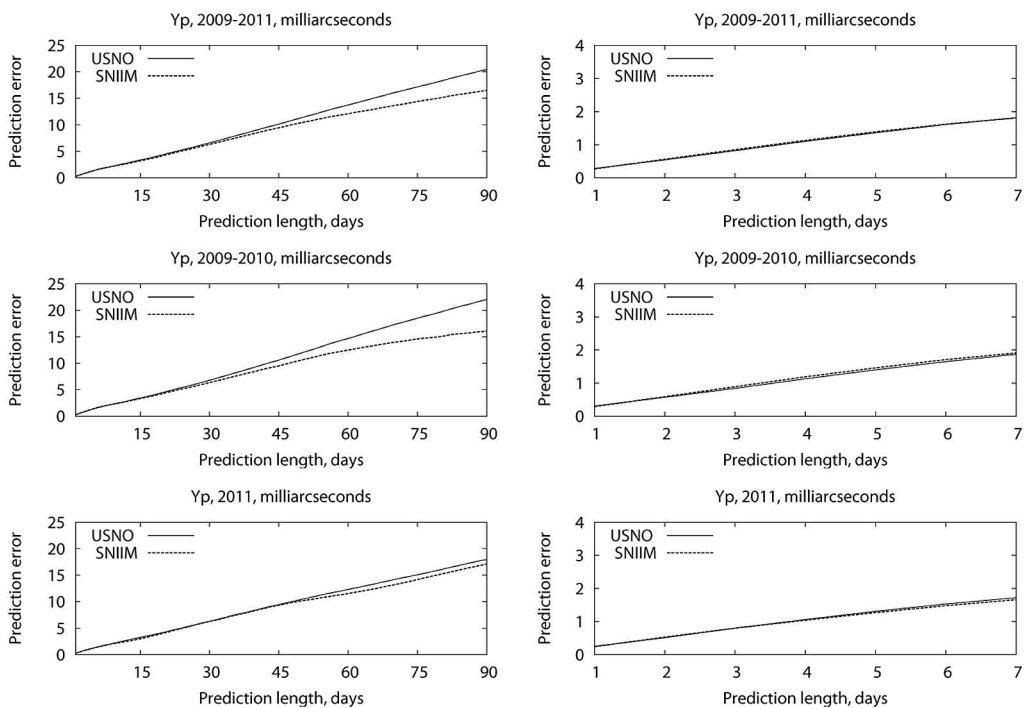 Yp, 2009-2011, milliarcseconds
Prediction error
25
20
15
10
5
0
USNO
SNIIM
15 30 45 60 75 90
Prediction length, days
Yp, 2009-2011, milliarcseconds
Prediction error
4
3
2
1
0
USNO
SNIIM
1 2 3 4 5 6 7
Prediction length, days
Yp, 2009-2010, milliarcseconds
Prediction error
25
20
15
10
5
0
USNO
SNIIM
15 30 45 60 75 90
Prediction length, days
Yp, 2009-2010, milliarcseconds
Prediction error
4
3
2
1
0
USNO
SNIIM
1 2 3 4 5 6 7
Prediction length, days
Yp, 2011, milliarcseconds
Prediction error
25
20
15
10
5
0
USNO
SNIIM
15 30 45 60 75 90
Prediction length, days
Yp, 2011, milliarcseconds
Prediction error
4
3
2
1
0
USNO
SNIIM
1 2 3 4 5 6 7
Prediction length, days